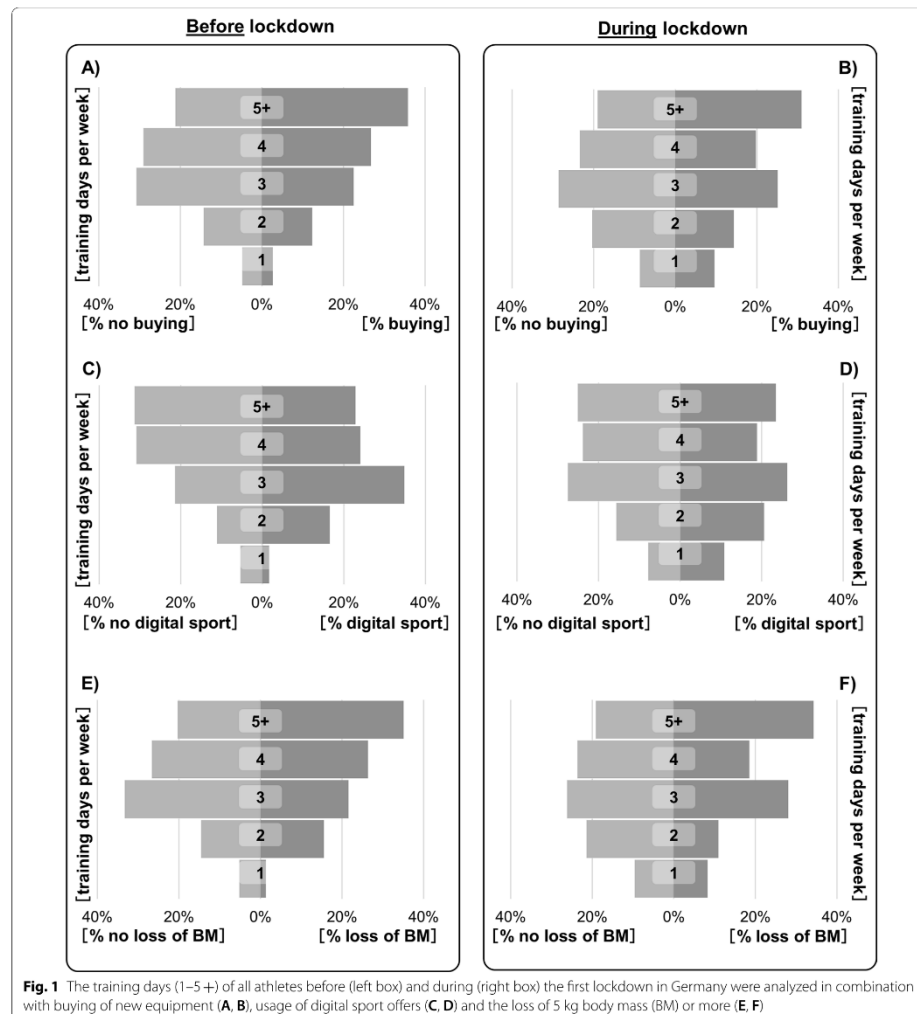 Before lockdown
During lockdown
A)
[training days per week]
5+
4
3
2
1
40% 20% 0% 20% 40%
[% no buying] [% buying]
B)
[training days per week]
5+
4
3
2
1
40% 20% 0% 20% 40%
[% no buying] [% buying]
C)
[training days per week]
5+
4
3
2
1
40% 20% 0% 20% 40%
[% no digital sport] [% digital sport]
D)
[training days per week]
5+
4
3
2
1
40% 20% 0% 20% 40%
[% no digital sport] [% digital sport]
E)
[training days per week]
5+
4
3
2
1
40% 20% 0% 20% 40%
[% no loss of BM] [% loss of BM]
F)
[training days per week]
5+
4
3
2
1
40% 20% 0% 20% 40%
[% no loss of BM] [% loss of BM]
Fig. 1 The training days (1–5 +) of all athletes before (left box) and during (right box) the first lockdown in Germany were analyzed in combination
with buying of new equipment (A, B), usage of digital sport offers (C, D) and the loss of 5 kg body mass (BM) or more (E, F)